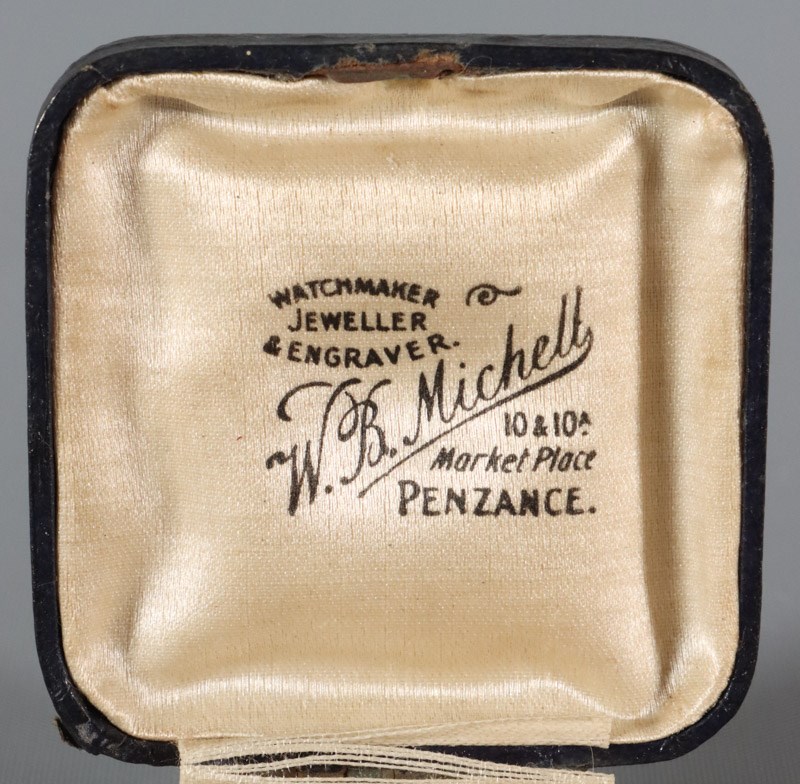 WATCHMAKER
JEWELLER
& ENGRAVER.
W. B. Michell
10 & 10A
Market Place
PENZANCE.